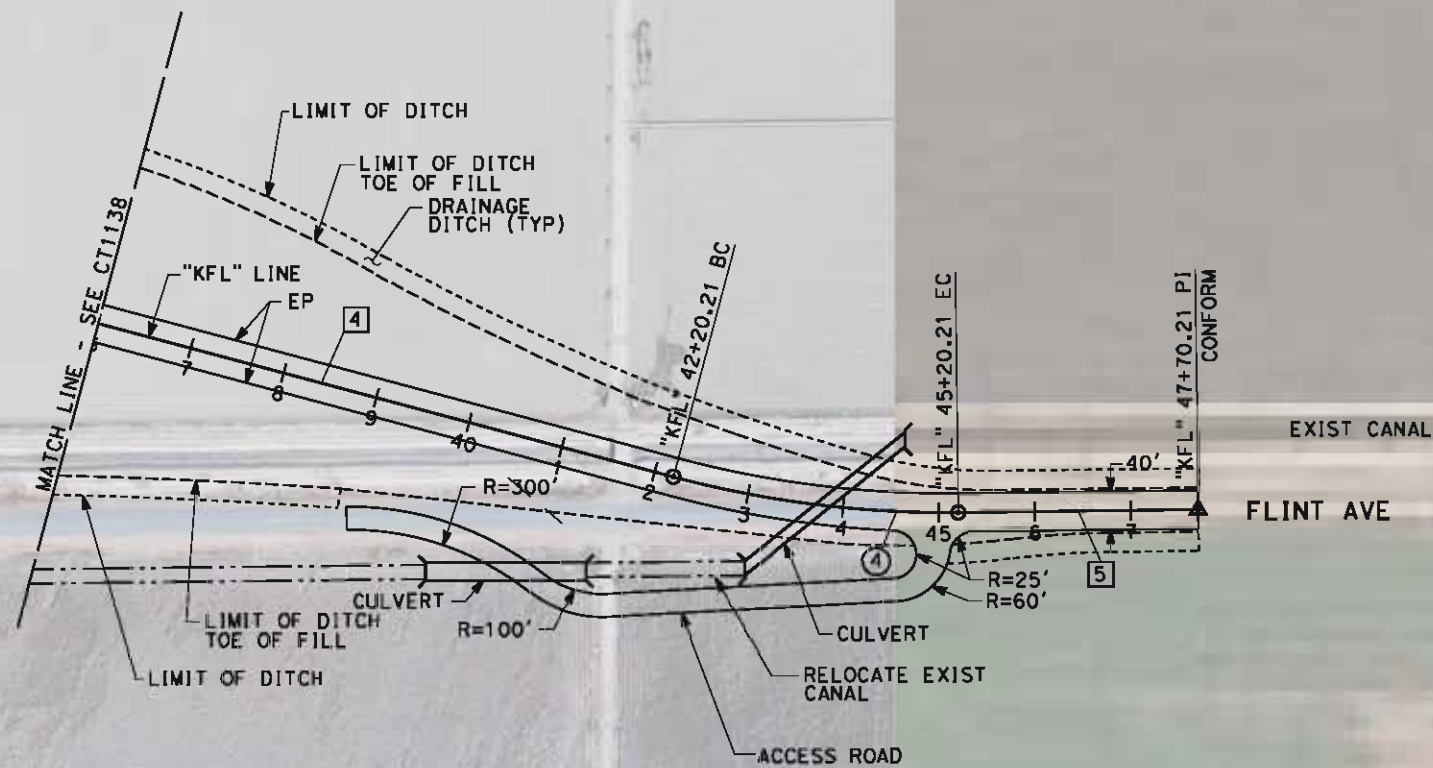 LIMIT OF DITCH
LIMIT OF DITCH
TOE OF FILL
DRAINAGE
DITCH (TYP)
MATCH LINE - SEE CT1138
"KFL" LINE
EP
4
"KFL" 42+20.21 BC
"KFL" 45+20.21 EC
"KFL" 47+70.21 PI
CONFORM
EXIST CANAL
7
8
9
40
2
3
4
45
6
7
40'
FLINT AVE
R=300'
4
5
R=25'
R=60'
CULVERT
R=100'
LIMIT OF DITCH
TOE OF FILL
LIMIT OF DITCH
CULVERT
RELOCATE EXIST
CANAL
ACCESS ROAD